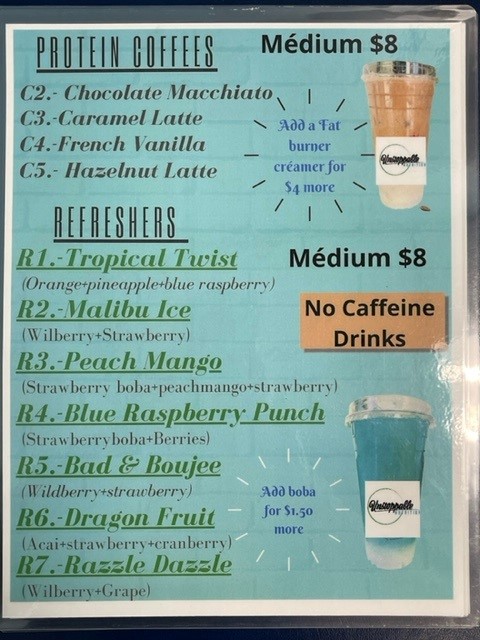 PROTEIN COFFEES
Médium $8
C2.- Chocolate Macchiato
C3.-Caramel Latte
C4.-French Vanilla
C5.- Hazelnut Latte
Add a Fat
burner
créamer for
$4 more
REFRESHERS
R1.-Tropical Twist
Médium $8
(Orange+pineapple+blue raspberry)
R2.-Malibu Ice
(Wilberry+Strawberry)
No Caffeine
Drinks
R3.-Peach Mango
(Strawberry boba+peachmango+strawberry)
R4.-Blue Raspberry Punch
(Strawberryboba+Berries)
R5.-Bad & Boujee
(Wildberry+strawberry)
Add boba
for $1.50
more
R6.-Dragon Fruit
(Acai+strawberry+cranberry)
R7.-Razzle Dazzle
(Wilberry+Grape)